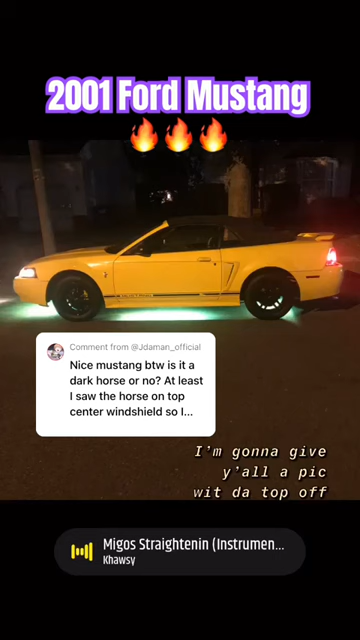 2001 Ford Mustang
🔥🔥🔥
Comment from @Jdaman_official
Nice mustang btw is it a
dark horse or no? At least
I saw the horse on top
center windshield so I...
I'm gonna give
y'all a pic
wit da top off
Migos Straightenin (Instrumen...
Khawsy